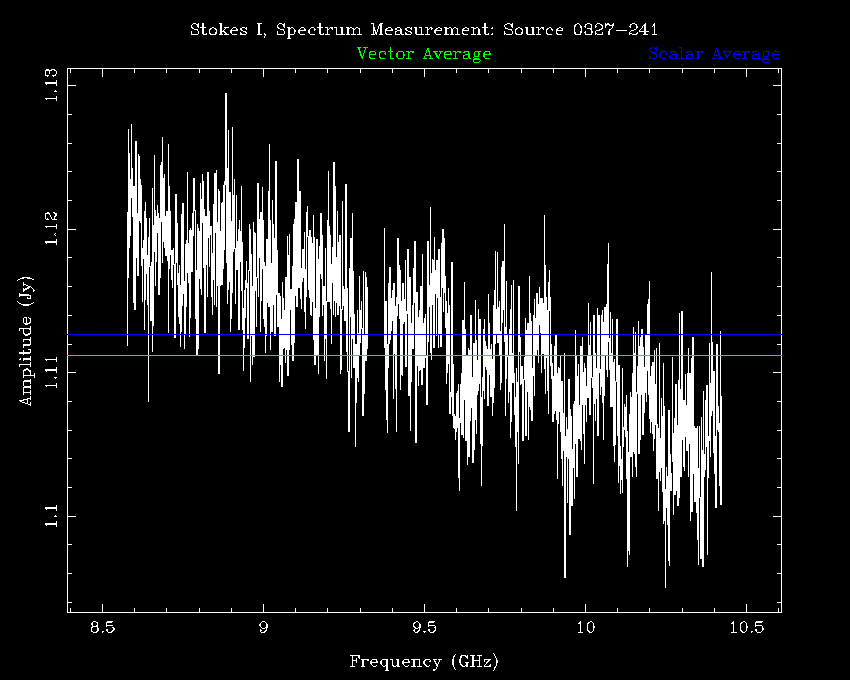 Stokes I, Spectrum Measurement: Source 0327-241
Vector Average Scalar Average
1.13
1.12
1.11
1.1
Amplitude (Jy)
8.5 9 9.5 10 10.5
Frequency (GHz)